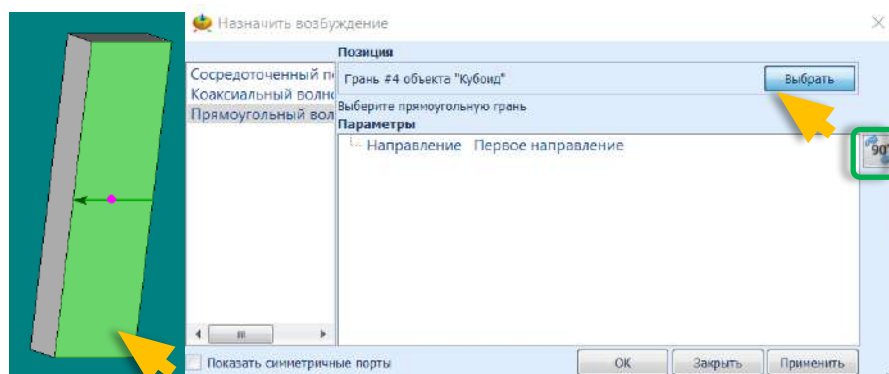 Назначить возбуждение
Позиция
Сосредоточенный п
Коаксиальный волн
Прямоугольный вол
Грань #4 объекта "Кубоид"
Выбрать
Выберите прямоугольную грань
Параметры
Направление Первое направление
90°
Показать симметричные порты
ОК
Закрыть
Применить